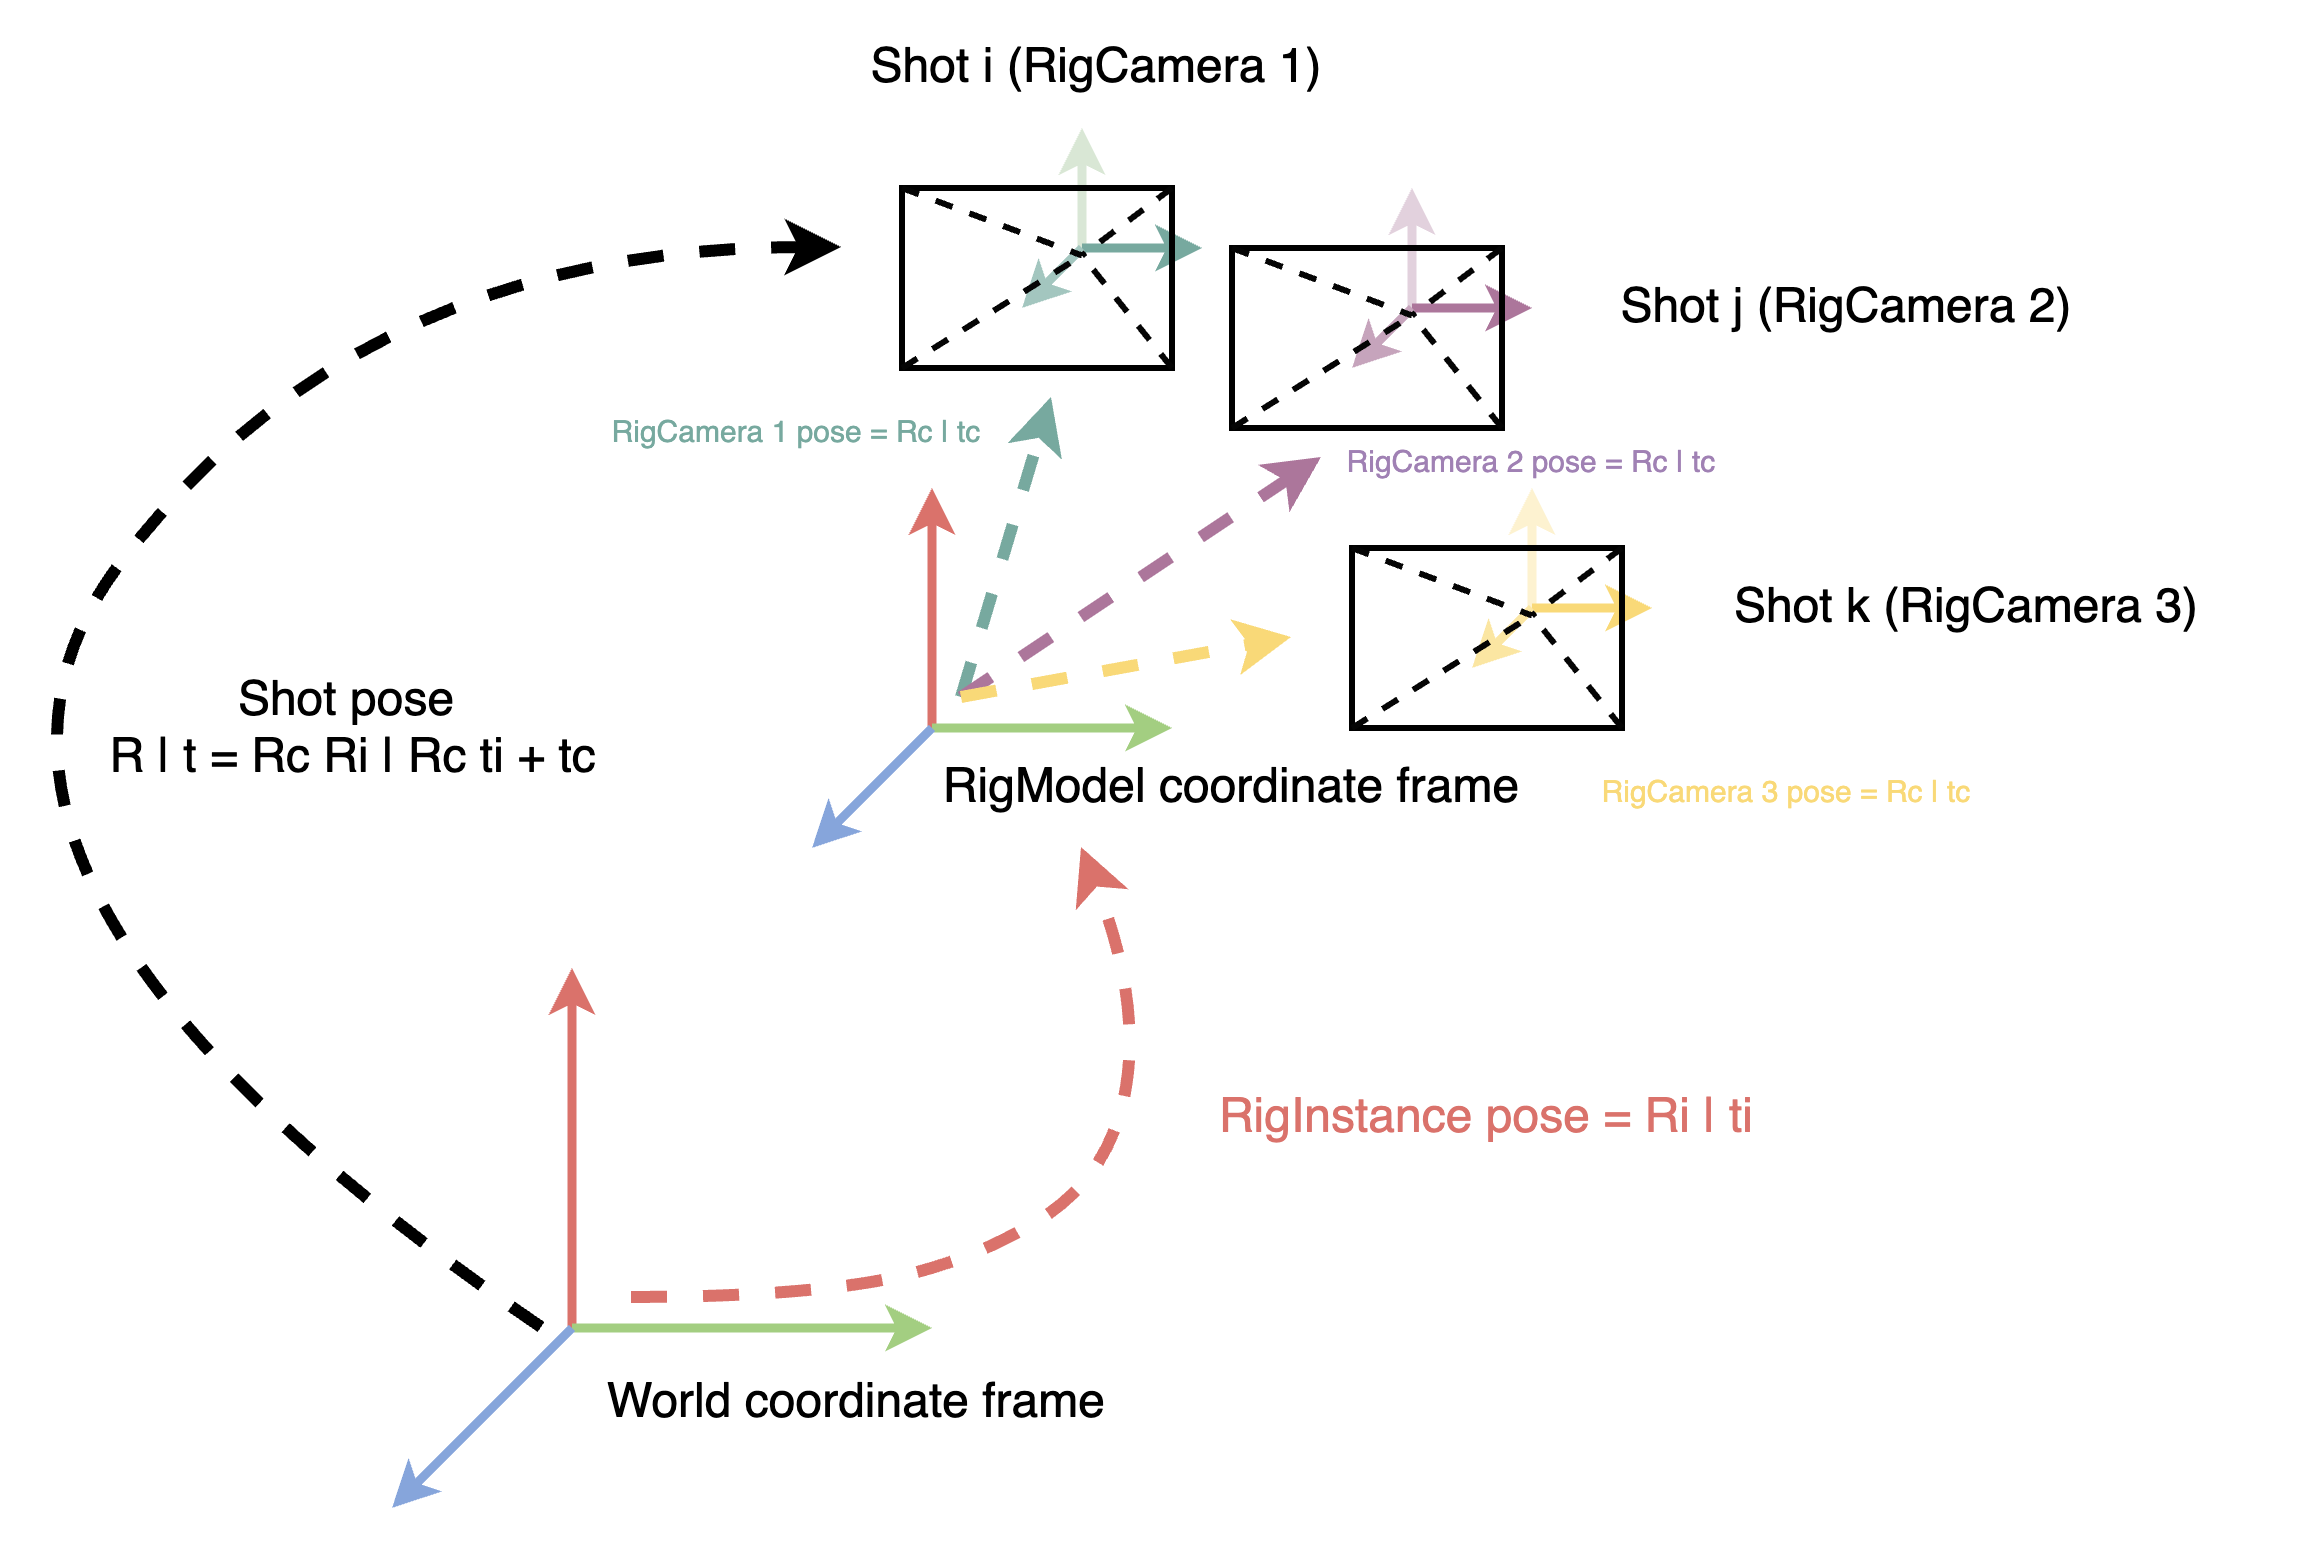 Shot i (RigCamera 1)
Shot j (RigCamera 2)
RigCamera 1 pose = Rc | tc
RigCamera 2 pose = Rc | tc
Shot k (RigCamera 3)
Shot pose
R | t = Rc Ri | Rc ti + tc
RigModel coordinate frame
RigCamera 3 pose = Rc | tc
RigInstance pose = Ri | ti
World coordinate frame